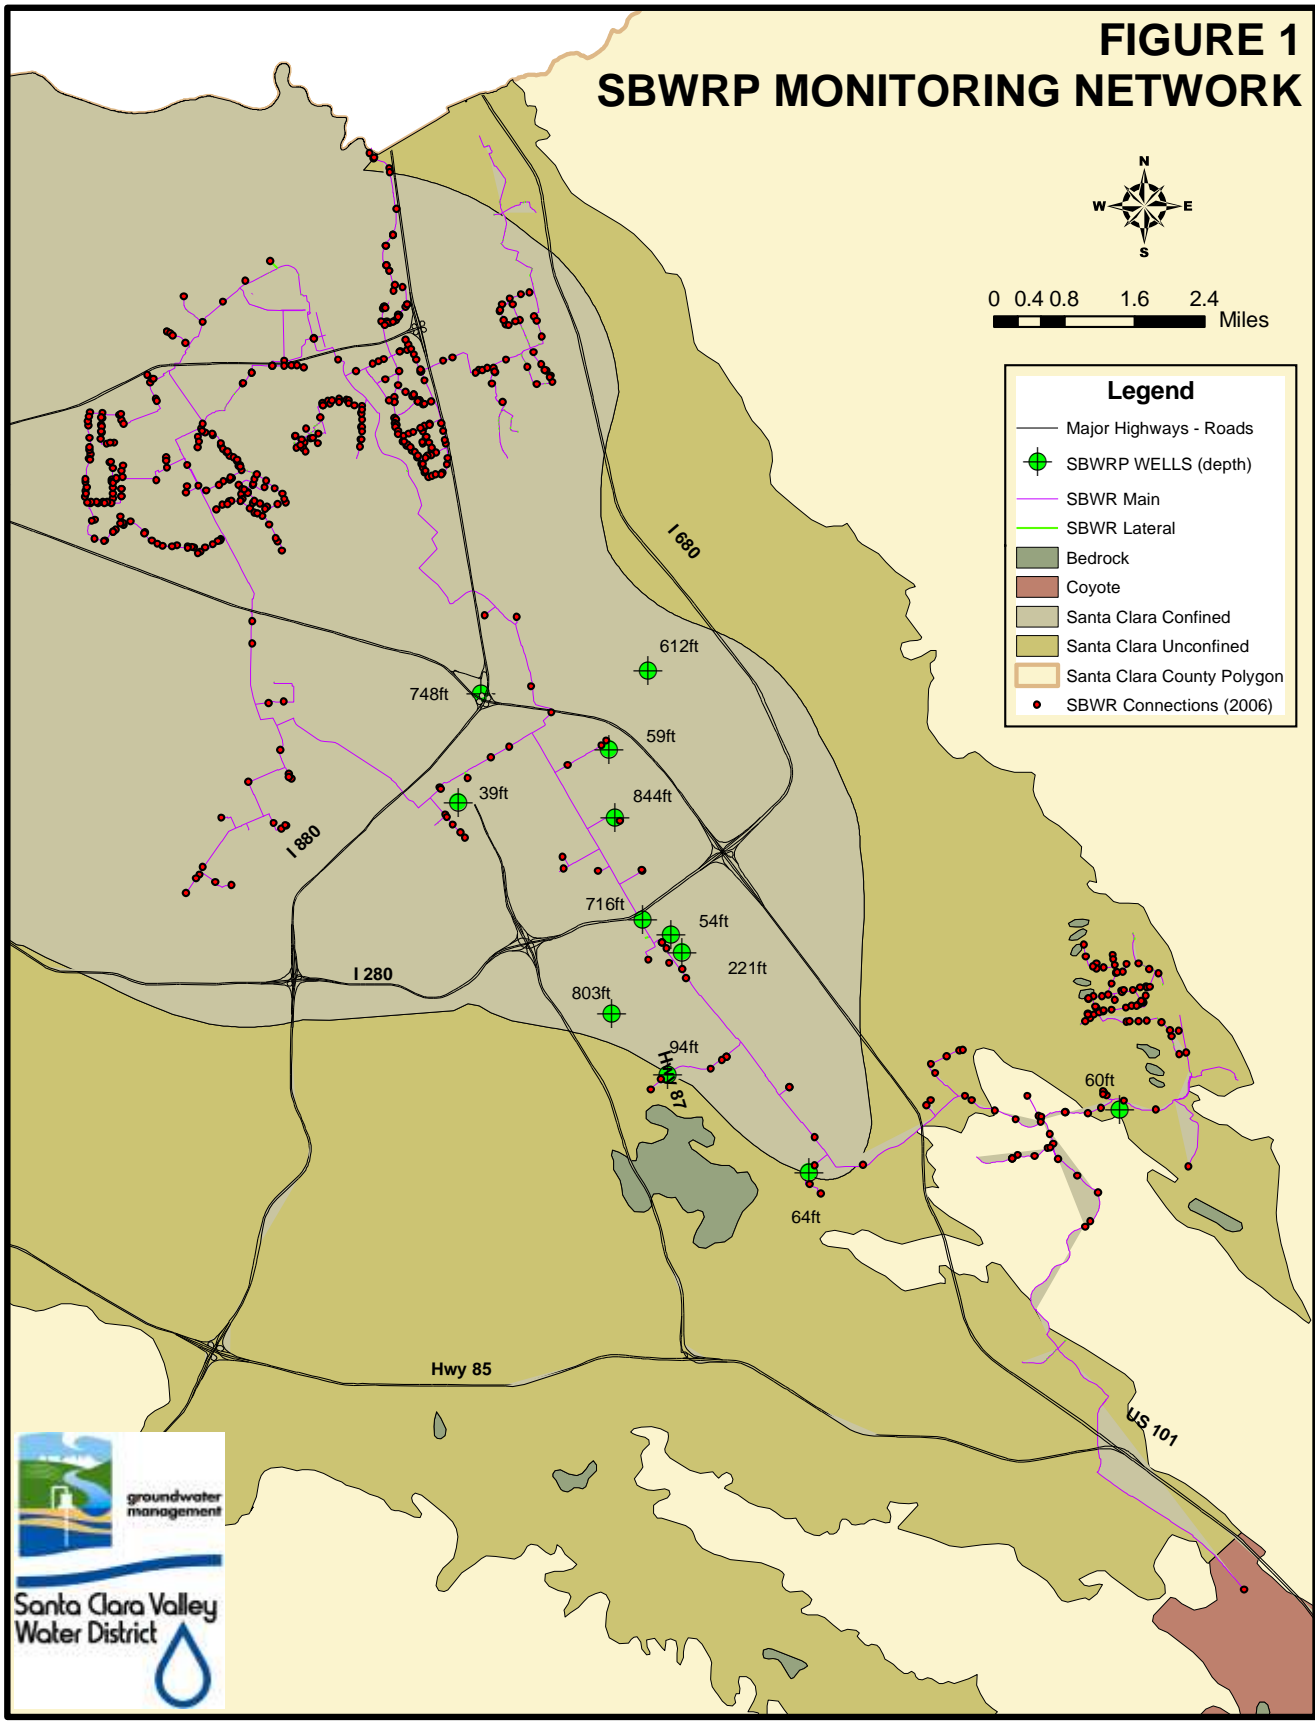 FIGURE 1
SBWRP MONITORING NETWORK
N
W
E
S
0 0.4 0.8 1.6 2.4
Miles
Legend
Major Highways - Roads
SBWRP WELLS (depth)
SBWR Main
SBWR Lateral
Bedrock
Coyote
Santa Clara Confined
Santa Clara Unconfined
Santa Clara County Polygon
SBWR Connections (2006)
I 680
612ft
748ft
59ft
39ft
844ft
I 880
716ft
54ft
221ft
I 280
803ft
94ft
Hwy 87
60ft
64ft
Hwy 85
US 101
groundwater
management
Santa Clara Valley
Water District